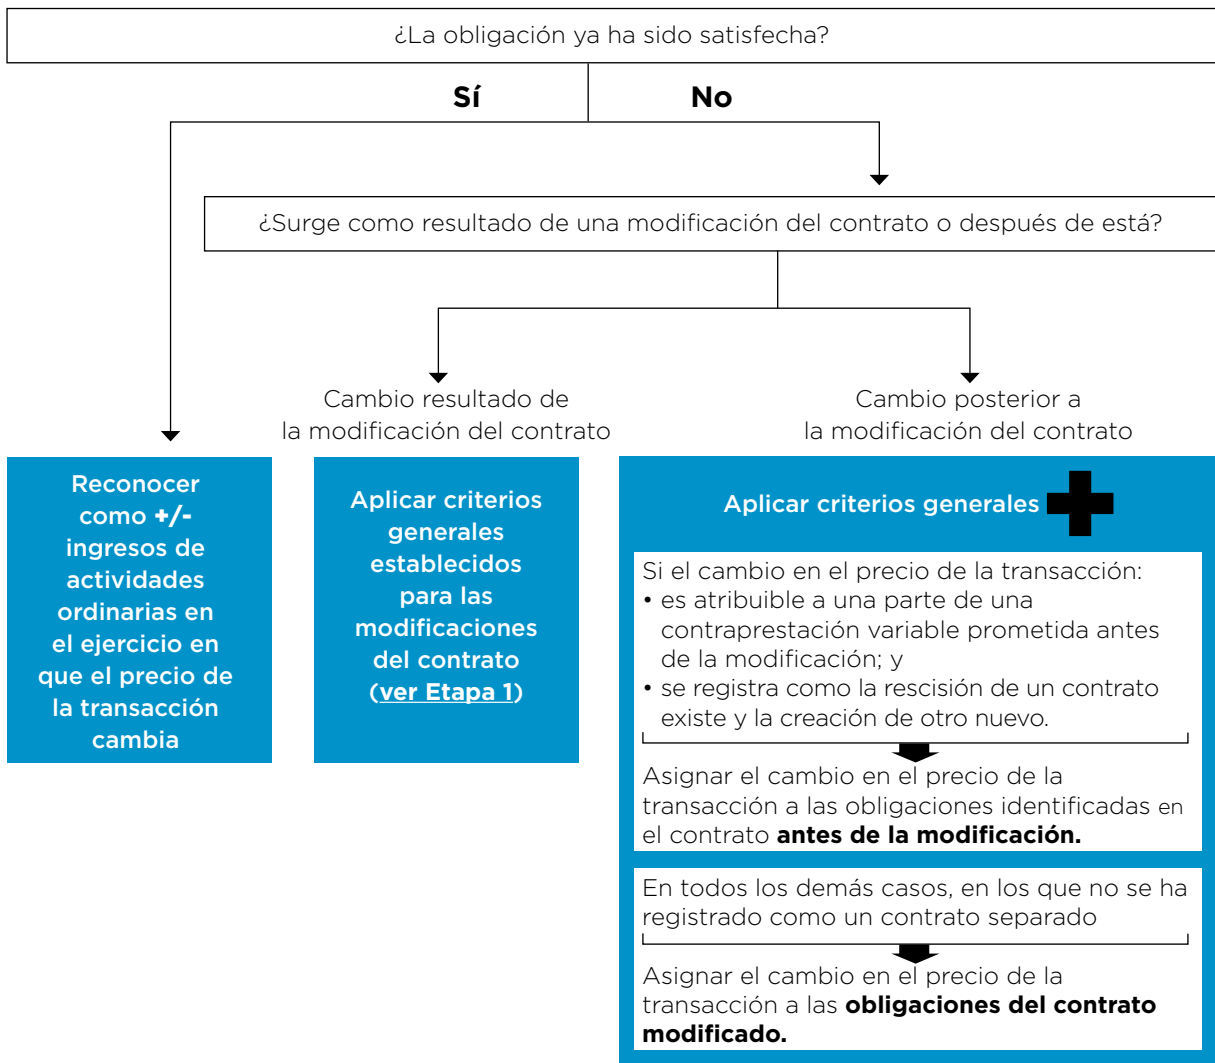 ¿La obligación ya ha sido satisfecha?
Sí
No
¿Surge como resultado de una modificación del contrato o después de está?
Cambio resultado de
la modificación del contrato
Cambio posterior a
la modificación del contrato
Reconocer
como +/-
ingresos de
actividades
ordinarias en
el ejercicio en
que el precio de
la transacción
cambia
Aplicar criterios
generales
establecidos
para las
modificaciones
del contrato
(ver Etapa 1)
Aplicar criterios generales
Si el cambio en el precio de la transacción:
• es atribuible a una parte de una
contraprestación variable prometida antes
de la modificación; y
• se registra como la rescisión de un contrato
existe y la creación de otro nuevo.
Asignar el cambio en el precio de la
transacción a las obligaciones identificadas en
el contrato antes de la modificación.
En todos los demás casos, en los que no se ha
registrado como un contrato separado
Asignar el cambio en el precio de la
transacción a las obligaciones del contrato
modificado.